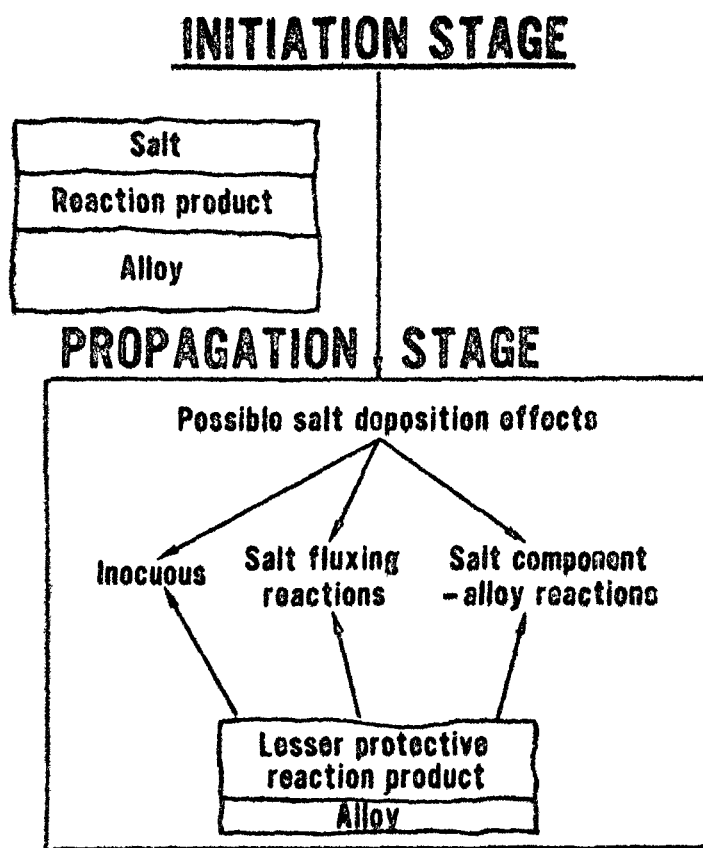 INITIATION STAGE
Salt
Reaction product
Alloy
PROPAGATION STAGE
Possible salt deposition effects
Inocuous
Salt fluxing
reactions
Salt component
-alloy reactions
Lesser protective
reaction product
Alloy